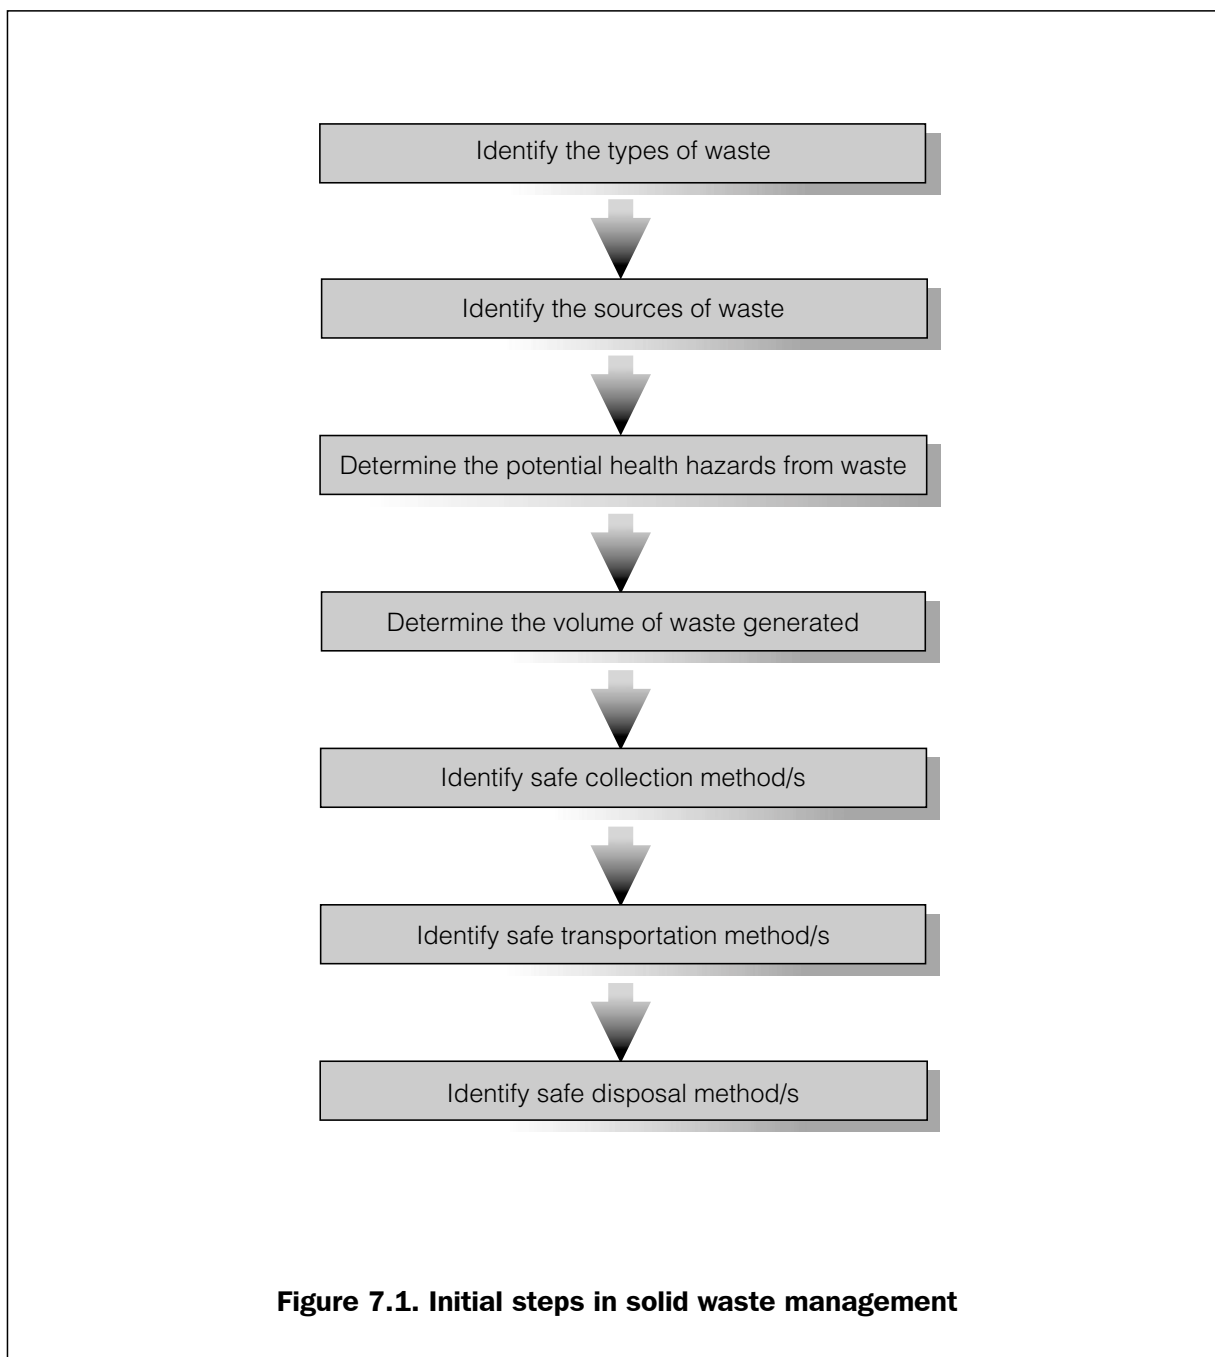 Identify the types of waste
Identify the sources of waste
Determine the potential health hazards from waste
Determine the volume of waste generated
Identify safe collection method/s
Identify safe transportation method/s
Identify safe disposal method/s
Figure 7.1. Initial steps in solid waste management